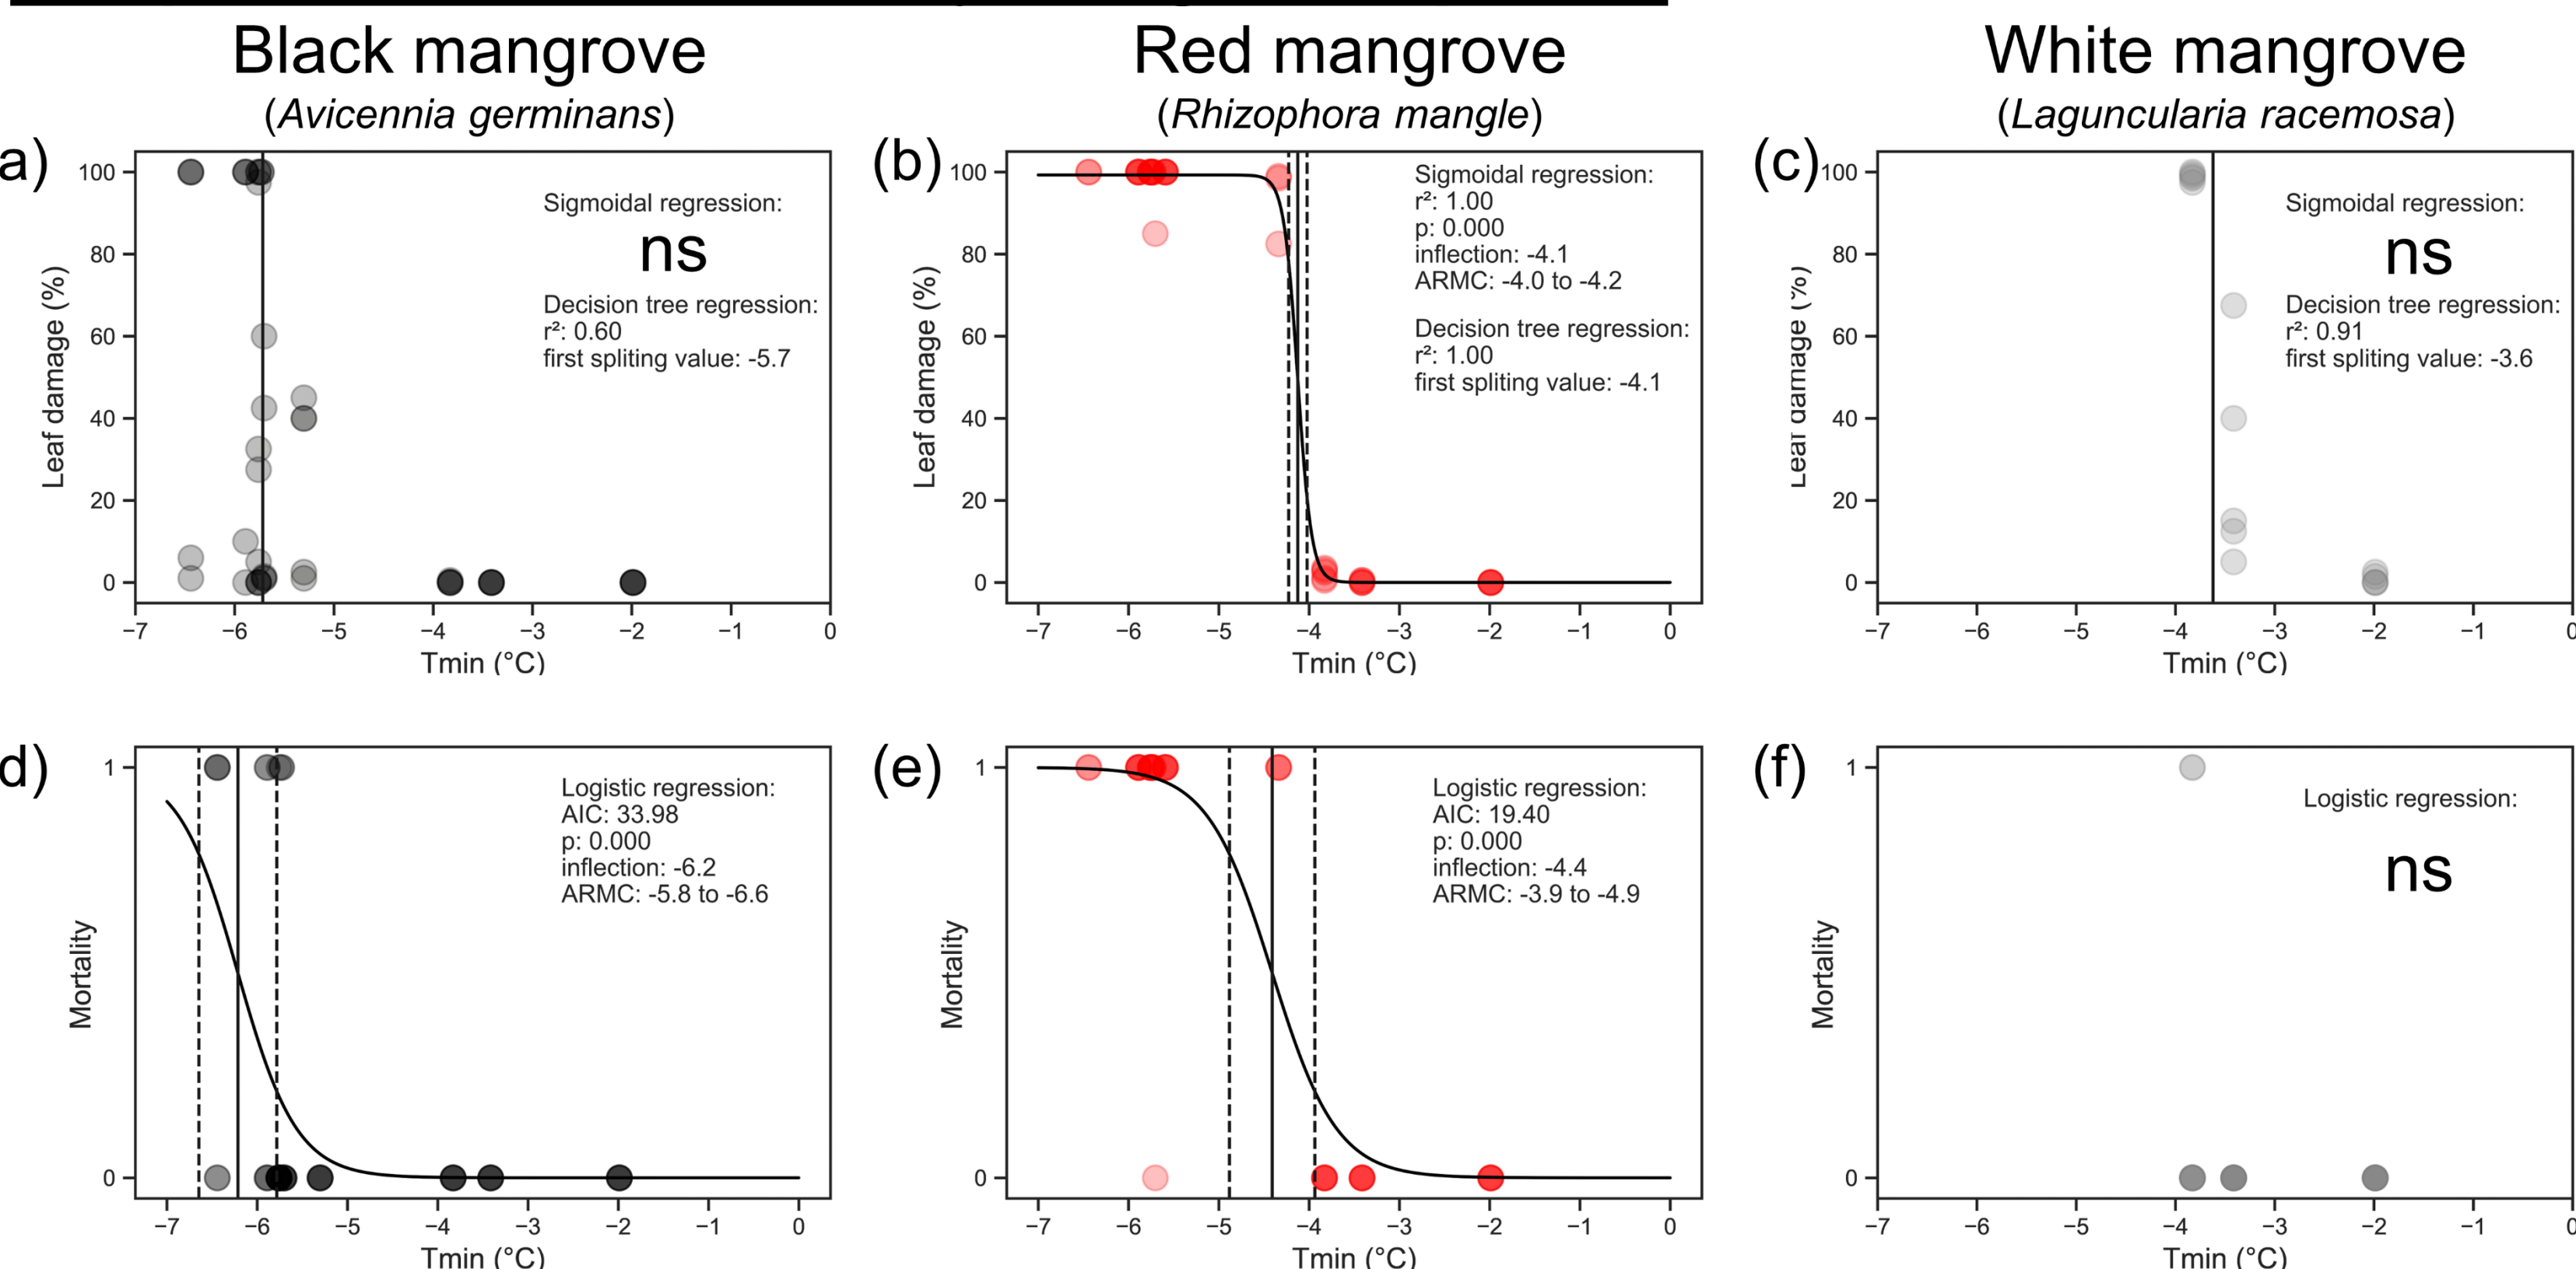 Black mangrove
(Avicennia germinans)
Red mangrove
(Rhizophora mangle)
White mangrove
(Laguncularia racemosa)
a)
100
80
60
40
20
0
Leaf damage (%)
Sigmoidal regression:
ns
Decision tree regression:
r²: 0.60
first spliting value: -5.7
−7 −6 −5 −4 −3 −2 −1 0
Tmin (°C)
(b)
100
80
60
40
20
0
Leaf damage (%)
Sigmoidal regression:
r²: 1.00
p: 0.000
inflection: -4.1
ARMC: -4.0 to -4.2
Decision tree regression:
r²: 1.00
first spliting value: -4.1
−7 −6 −5 −4 −3 −2 −1 0
Tmin (°C)
(c)
100
80
60
40
20
0
Leaf damage (%)
Sigmoidal regression:
ns
Decision tree regression:
r²: 0.91
first spliting value: -3.6
−7 −6 −5 −4 −3 −2 −1 0
Tmin (°C)
d)
1
0
Mortality
Logistic regression:
AIC: 33.98
p: 0.000
inflection: -6.2
ARMC: -5.8 to -6.6
−7 −6 −5 −4 −3 −2 −1 0
Tmin (°C)
(e)
1
0
Mortality
Logistic regression:
AIC: 19.40
p: 0.000
inflection: -4.4
ARMC: -3.9 to -4.9
−7 −6 −5 −4 −3 −2 −1 0
Tmin (°C)
(f)
1
0
Mortality
Logistic regression:
ns
−7 −6 −5 −4 −3 −2 −1 0
Tmin (°C)